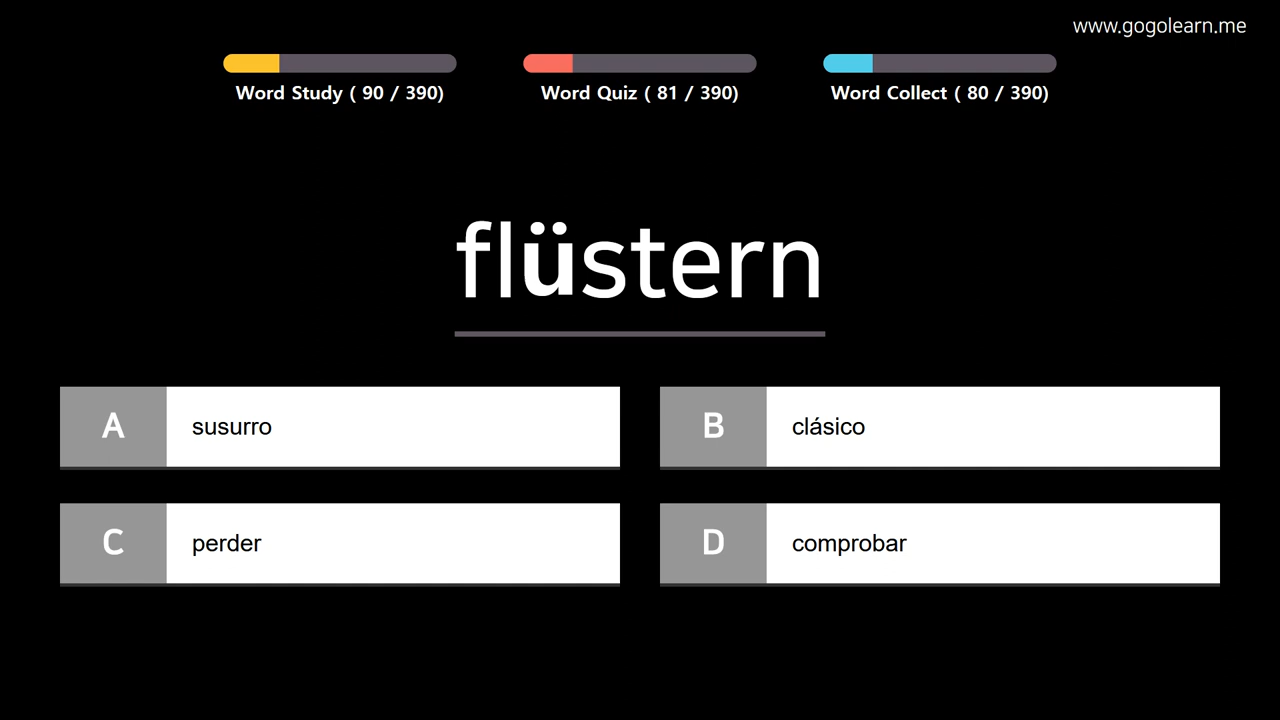 www.gogolearn.me
Word Study ( 90 / 390)
Word Quiz ( 81 / 390)
Word Collect ( 80 / 390)
flüstern
A susurro
B clásico
C perder
D comprobar